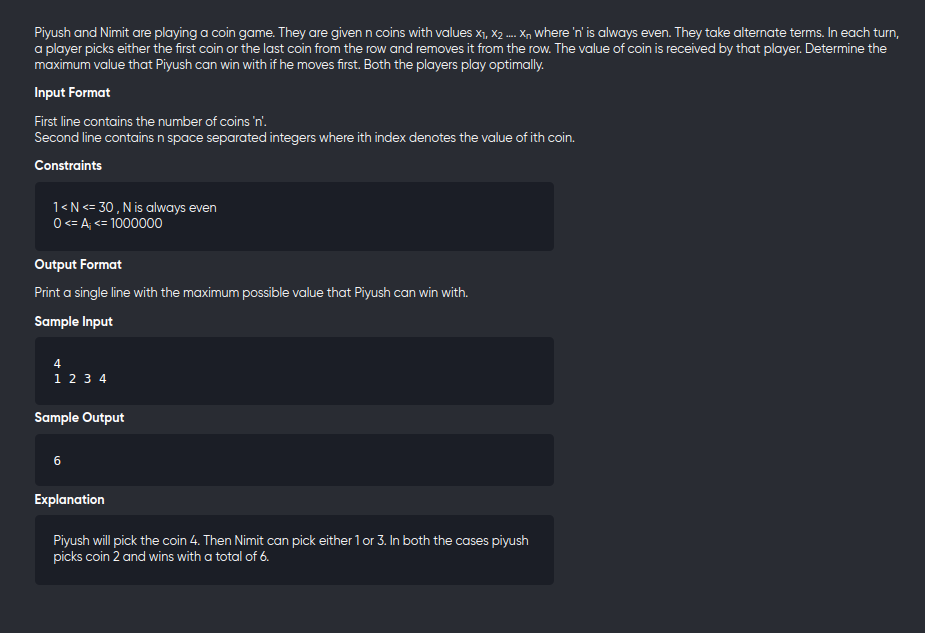 Piyush and Nimit are playing a coin game. They are given n coins with values x1, x2 .... xn where 'n' is always even. They take alternate terms. In each turn,
a player picks either the first coin or the last coin from the row and removes it from the row. The value of coin is received by that player. Determine the
maximum value that Piyush can win with if he moves first. Both the players play optimally.
Input Format
First line contains the number of coins 'n'.
Second line contains n space separated integers where ith index denotes the value of ith coin.
Constraints
1 < N <= 30 , N is always even
0 <= Ai <= 1000000
Output Format
Print a single line with the maximum possible value that Piyush can win with.
Sample Input
4
1 2 3 4
Sample Output
6
Explanation
Piyush will pick the coin 4. Then Nimit can pick either 1 or 3. In both the cases piyush
picks coin 2 and wins with a total of 6.